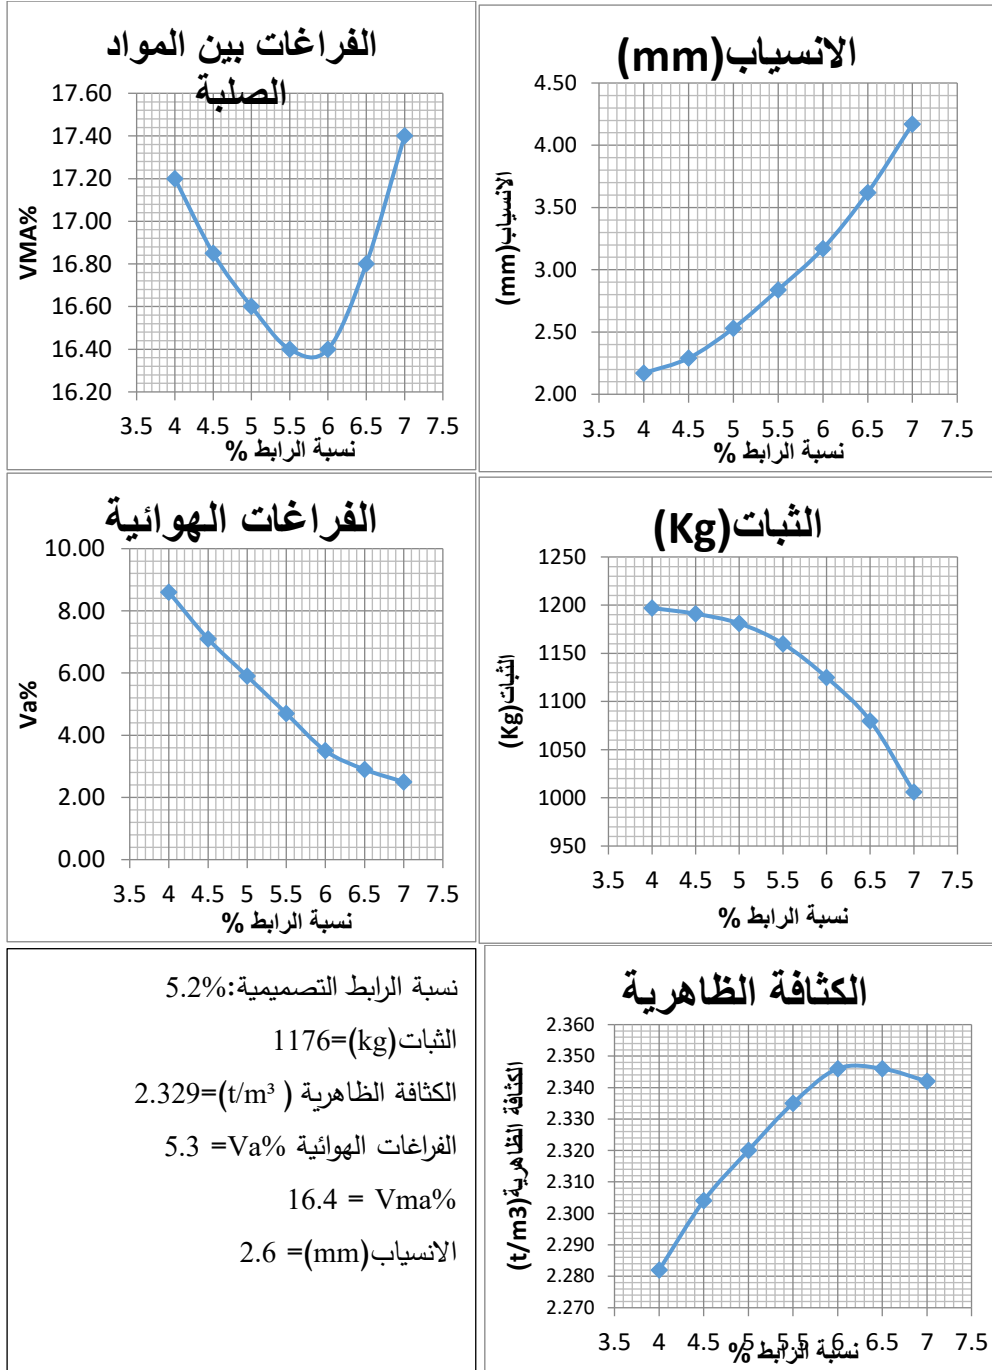 الفراغات بين المواد
الصلبة
17.60
17.40
17.20
17.00
16.80
16.60
16.40
16.20
VMA%
3.5 4 4.5 5 5.5 6 6.5 7 7.5
نسبة الرابط %
الانسياب(mm)
4.50
4.00
3.50
3.00
2.50
2.00
الانسياب(mm)
3.5 4 4.5 5 5.5 6 6.5 7 7.5
نسبة الرابط %
الفراغات الهوائية
10.00
8.00
6.00
4.00
2.00
0.00
Va%
3.5 4 4.5 5 5.5 6 6.5 7 7.5
نسبة الرابط %
الثبات(Kg)
1250
1200
1150
1100
1050
1000
950
الثبات(Kg)
3.5 4 4.5 5 5.5 6 6.5 7 7.5
نسبة الرابط %
نسبة الرابط التصميمية:5.2%
الثبات(kg)=1176
الكثافة الظاهرية ( t/m³)=2.329
الفراغات الهوائية Va%= 5.3
16.4 = Vma%
الانسياب(mm)= 2.6
الكثافة الظاهرية
2.360
2.350
2.340
2.330
2.320
2.310
2.300
2.290
2.280
2.270
الكثافة الظاهرية(t/m3)
3.5 4 4.5 5 5.5 6 6.5 7 7.5
نسبة الرابط %